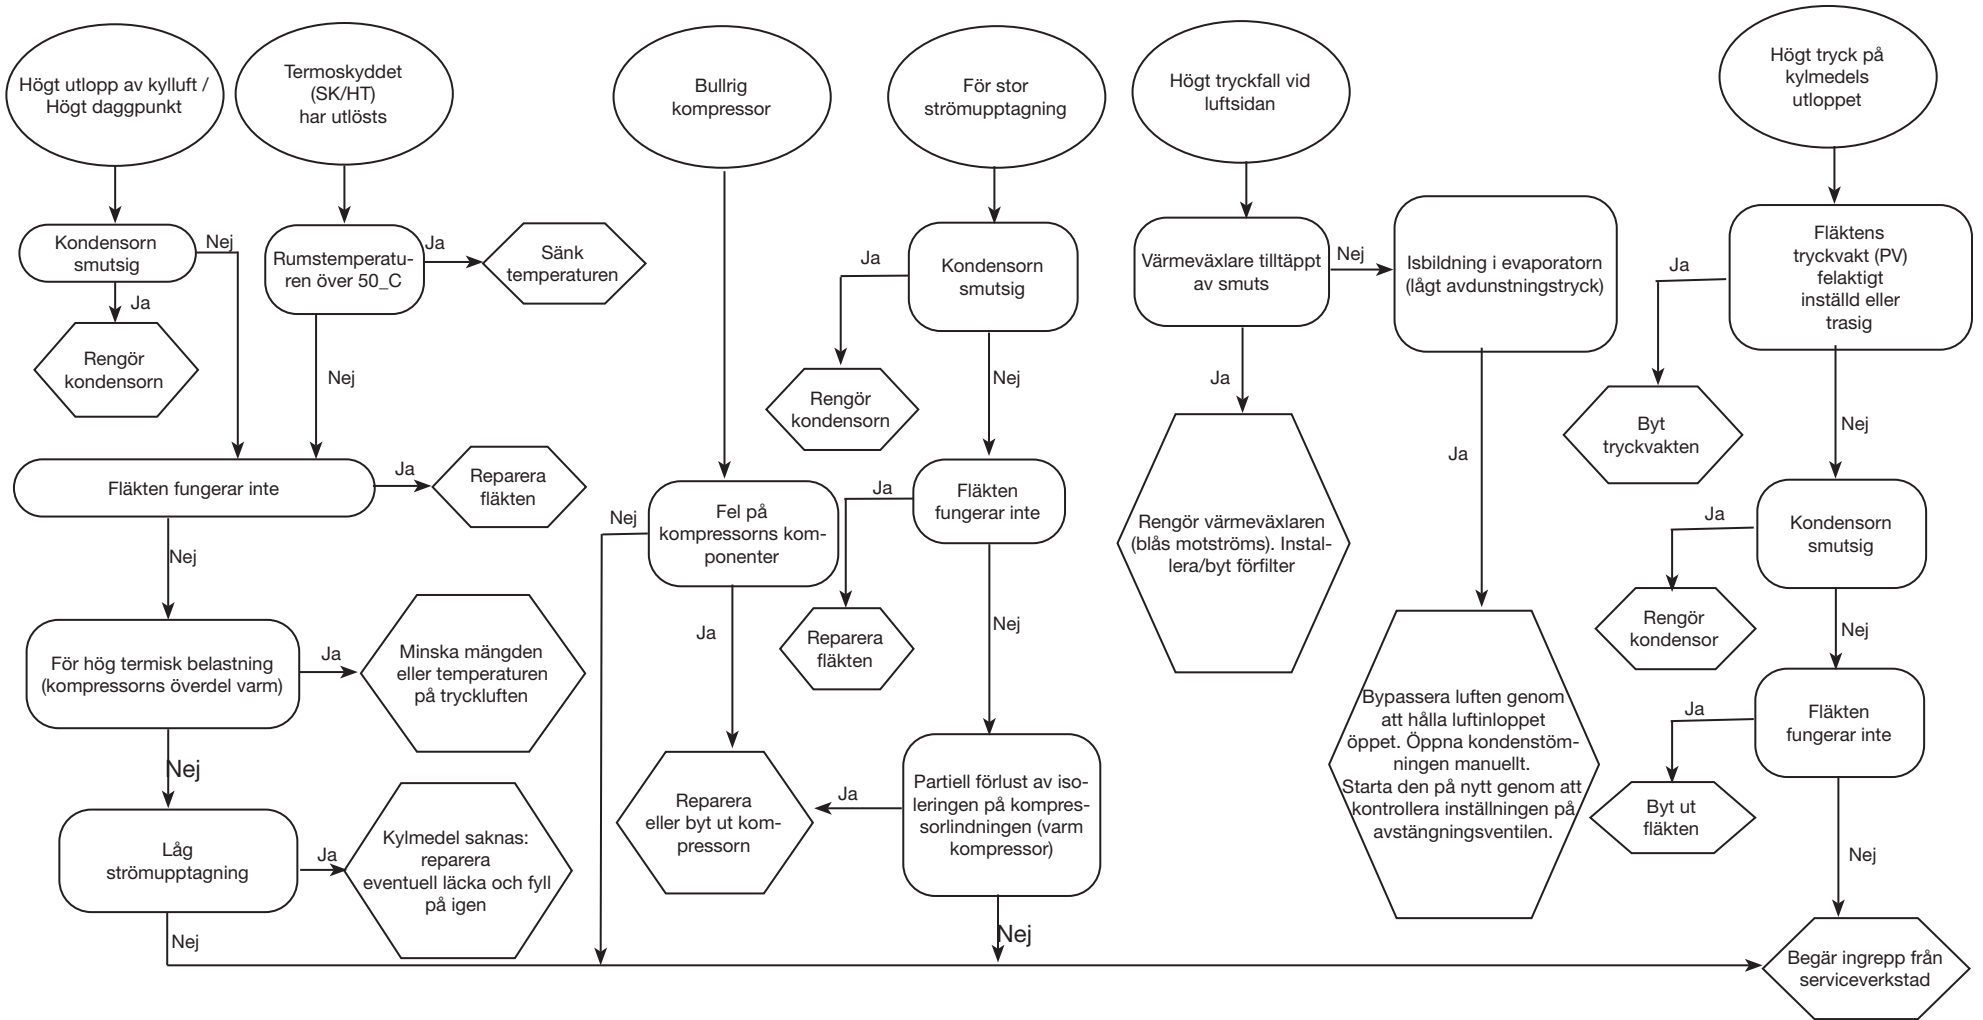 Högt utlopp av kylluft /
Högt daggpunkt
Termoskyddet
(SK/HT)
har utlösts
Bullrig
kompressor
För stor
strömupptagning
Högt tryckfall vid
luftsidan
Högt tryck på
kylmedels
utloppet
Kondensorn
smutsig
Nej
Ja
Rengör
kondensorn
Rumstemperatu-
ren över 50_C
Ja
Sänk
temperaturen
Nej
Fläkten fungerar inte
Ja
Reparera
fläkten
Nej
För hög termisk belastning
(kompressorns överdel varm)
Ja
Minska mängden
eller temperaturen
på tryckluften
Nej
Låg
strömupptagning
Ja
Kylmedel saknas:
reparera
eventuell läcka och fyll
på igen
Nej
Fel på
kompressorns kom-
ponenter
Nej
Ja
Reparera
eller byt ut kom-
pressorn
Kondensorn
smutsig
Ja
Rengör
kondensorn
Nej
Fläkten
fungerar inte
Ja
Reparera
fläkten
Nej
Partiell förlust av iso-
leringen på kompres-
sorlindningen (varm
kompressor)
Ja
Nej
Värmeväxlare tilltäppt
av smuts
Nej
Ja
Rengör värmeväxlaren
(blås motströms). Instal-
lera/byt förfilter
Isbildning i evaporatorn
(lågt avdunstningstryck)
Ja
Bypassera luften genom
att hålla luftinloppet
öppet. Öppna kondenstöm-
ningen manuellt.
Starta den på nytt genom att
kontrollera inställningen på
avstängningsventilen.
Fläktens
tryckvakt (PV)
felaktigt
inställd eller
trasig
Ja
Byt
tryckvakten
Nej
Kondensorn
smutsig
Ja
Rengör
kondensor
Nej
Fläkten
fungerar inte
Ja
Byt ut
fläkten
Nej
Begär ingrepp från
serviceverkstad